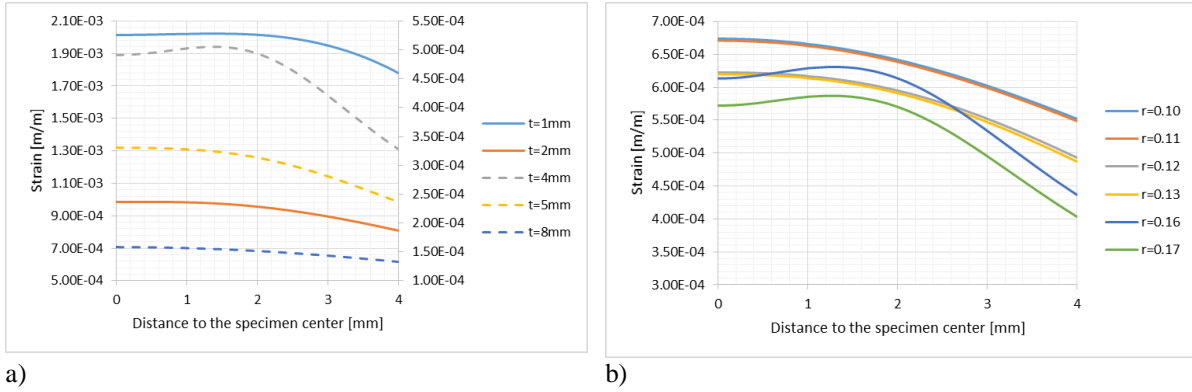 2.10E-03
1.90E-03
1.70E-03
1.50E-03
1.30E-03
1.10E-03
9.00E-04
7.00E-04
5.00E-04
Strain [m/m]
5.50E-04
5.00E-04
4.50E-04
4.00E-04
3.50E-04
3.00E-04
2.50E-04
2.00E-04
1.50E-04
1.00E-04
0 1 2 3 4
Distance to the specimen center [mm]
t=1mm
t=2mm
t=4mm
t=5mm
t=8mm
a)
7.00E-04
6.50E-04
6.00E-04
5.50E-04
5.00E-04
4.50E-04
4.00E-04
3.50E-04
3.00E-04
Strain [m/m]
0 1 2 3 4
Distance to the specimen center [mm]
r=0.10
r=0.11
r=0.12
r=0.13
r=0.16
r=0.17
b)